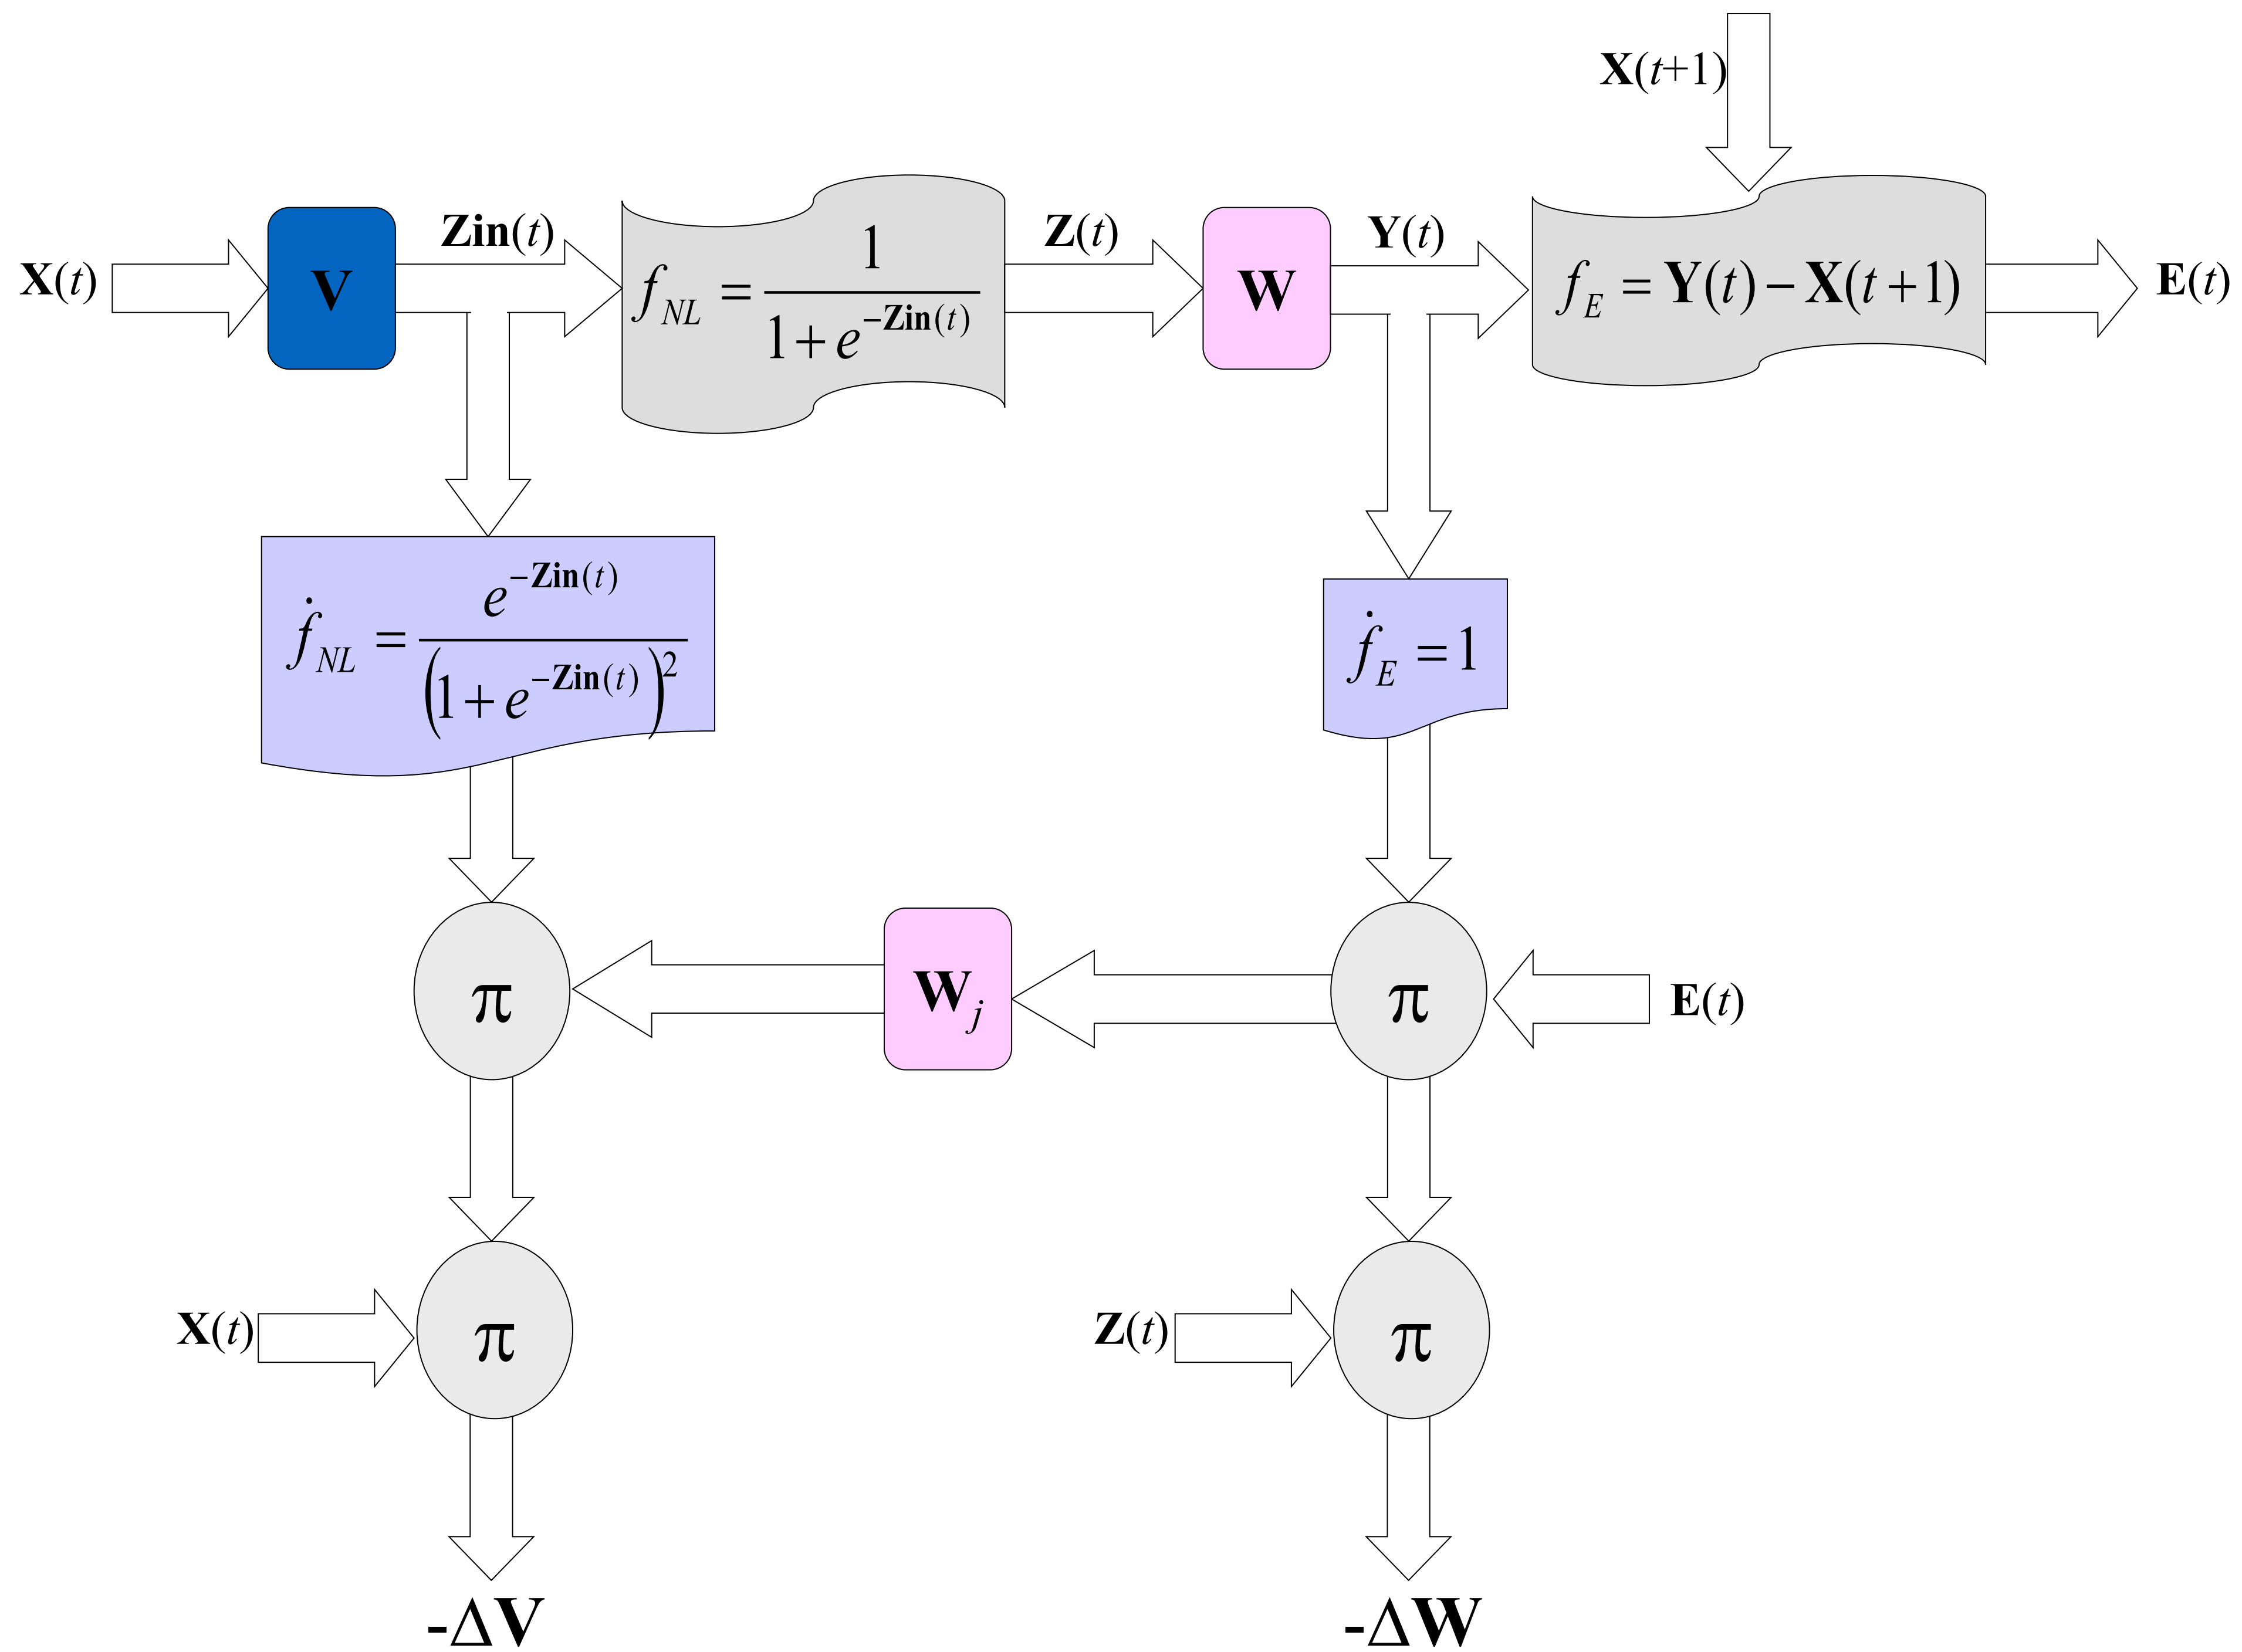 X(t+1)
X(t)
V
Zin(t)
f_NL = 1 / (1 + e^(−Zin(t)))
Z(t)
W
Y(t)
f_E = Y(t) − X(t + 1)
E(t)
ḟ_NL = e^(−Zin(t)) / (1 + e^(−Zin(t)))^2
ḟ_E = 1
π
W_j
π
E(t)
X(t)
π
Z(t)
π
-ΔV
-ΔW